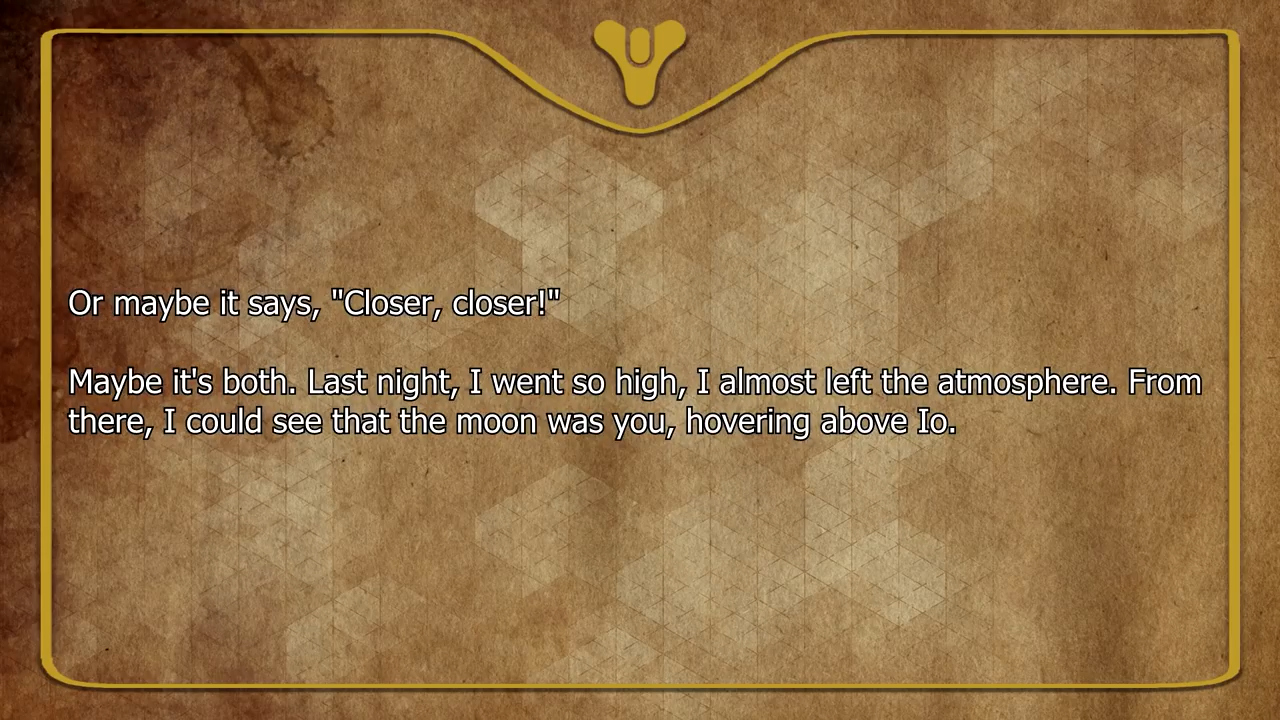 Or maybe it says, "Closer, closer!"
Maybe it's both. Last night, I went so high, I almost left the atmosphere. From
there, I could see that the moon was you, hovering above Io.